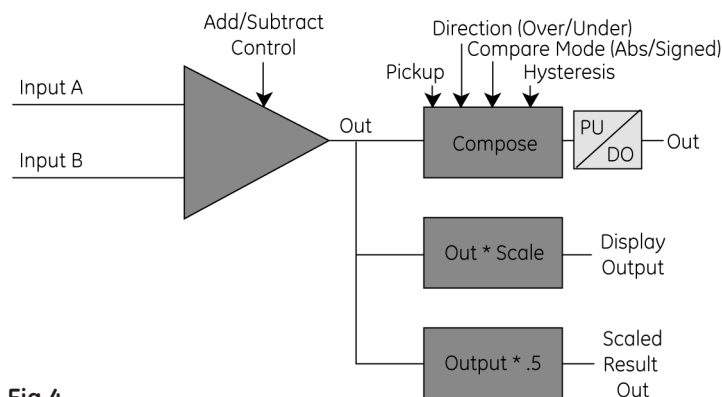 Add/Subtract
Control
Direction (Over/Under)
Compare Mode (Abs/Signed)
Pickup
Hysteresis
Input A
Input B
Out
Compose
PU
DO
Out
Out * Scale
Display
Output
Output * .5
Scaled
Result
Out
Fig 4